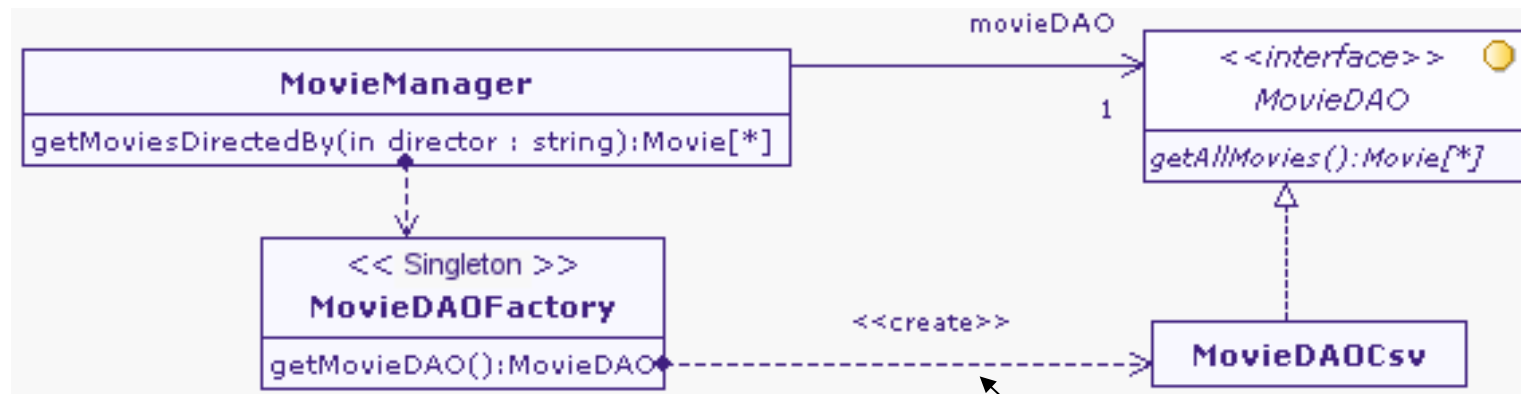 movieDAO
<<interface>>
MovieDAO
MovieManager
1
getMoviesDirectedBy(in director : string):Movie[*]
getAllMovies():Movie[*]
<< Singleton >>
MovieDAOFactory
<<create>>
getMovieDAO():MovieDAO
MovieDAOCsv